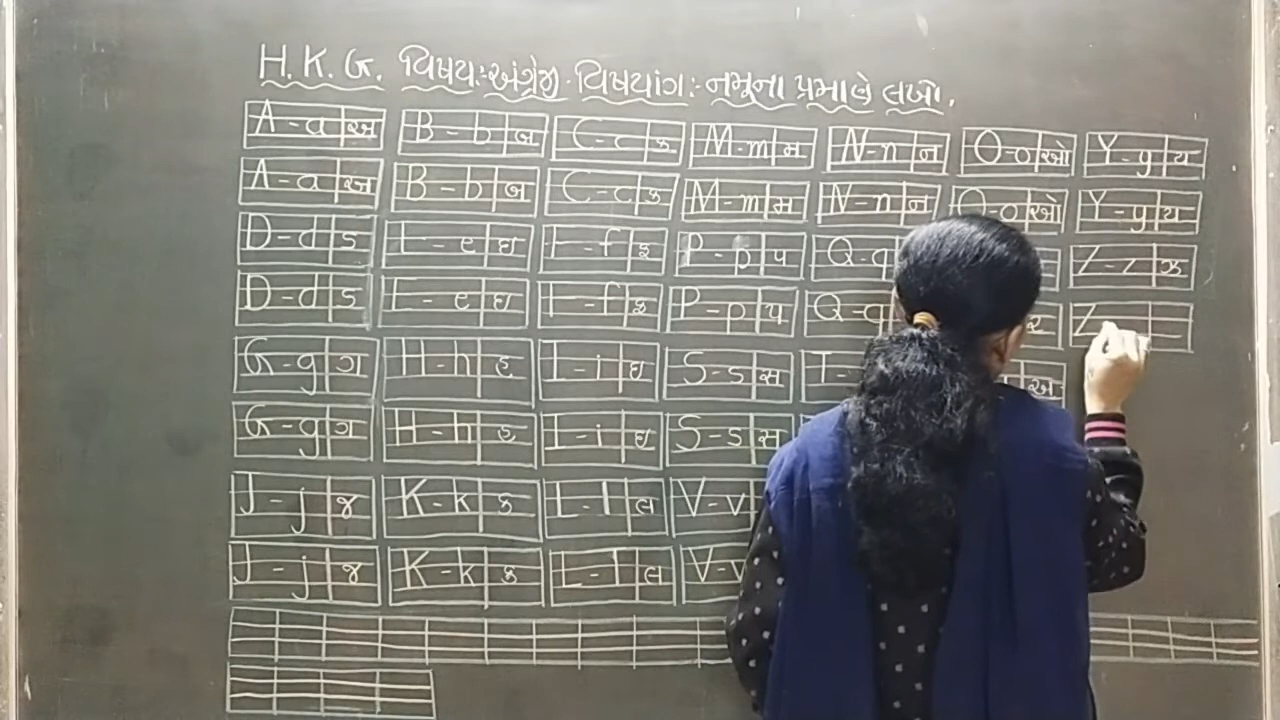 H.K.G. વિષય:-અંગ્રેજી. વિષયાંગ:- નમૂના પ્રમાણે લખો.
A-a અ B-b બ C-c ક M-m મ N-n ન O-o ઓ Y-y ય
A-a અ B-b બ C-c ક M-m મ N-n ન O-o ઓ Y-y ય
D-d ડ E-e ઇ F-f ફ P-p પ Q-q Z-z ઝ
D-d ડ E-e ઇ F-f ફ P-p પ Q-q ર Z
G-g ગ H-h હ I-i ઇ S-s સ T- અ
G-g ગ H-h હ I-i ઇ S-s સ
J-j જ K-k ક L-l લ V-v
J-j જ K-k ક L-l લ V-v